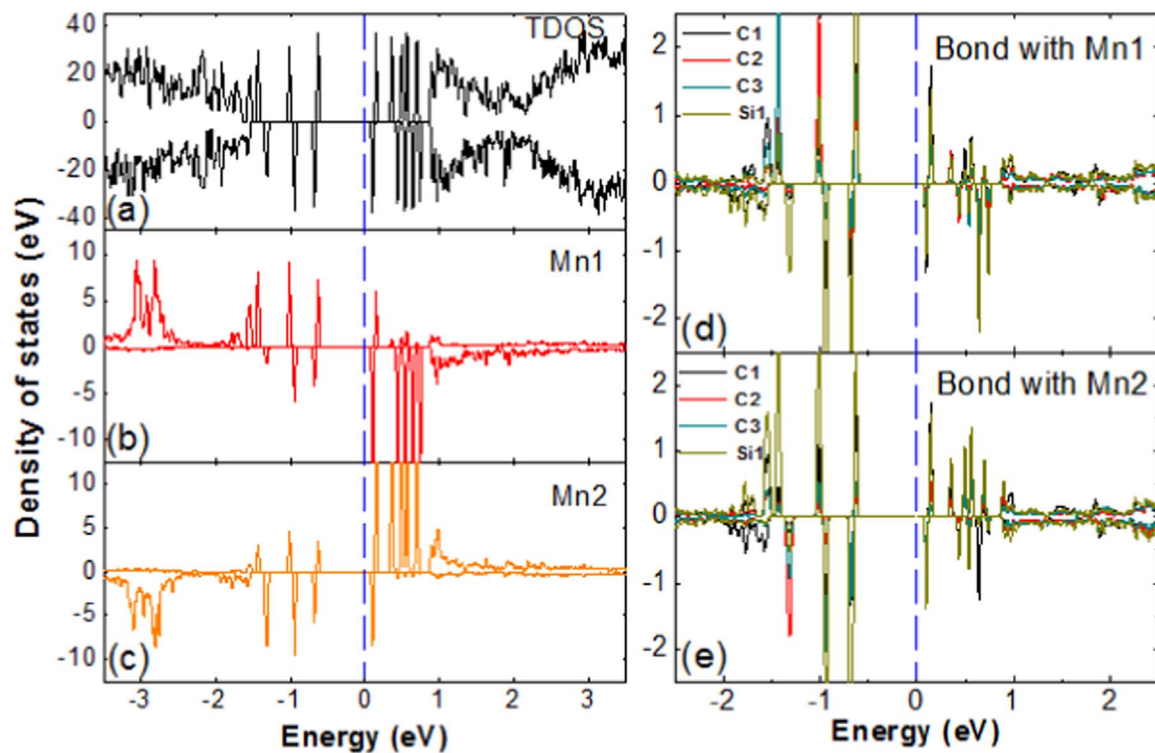 Density of states (eV)
40
20
0
-20
-40
TDOS
(a)
10
5
0
-5
-10
Mn1
(b)
10
5
0
-5
-10
Mn2
(c)
-3 -2 -1 0 1 2 3
Energy (eV)
2
1
0
-1
-2
C1
C2
C3
Si1
Bond with Mn1
(d)
2
1
0
-1
-2
C1
C2
C3
Si1
Bond with Mn2
(e)
-2 -1 0 1 2
Energy (eV)